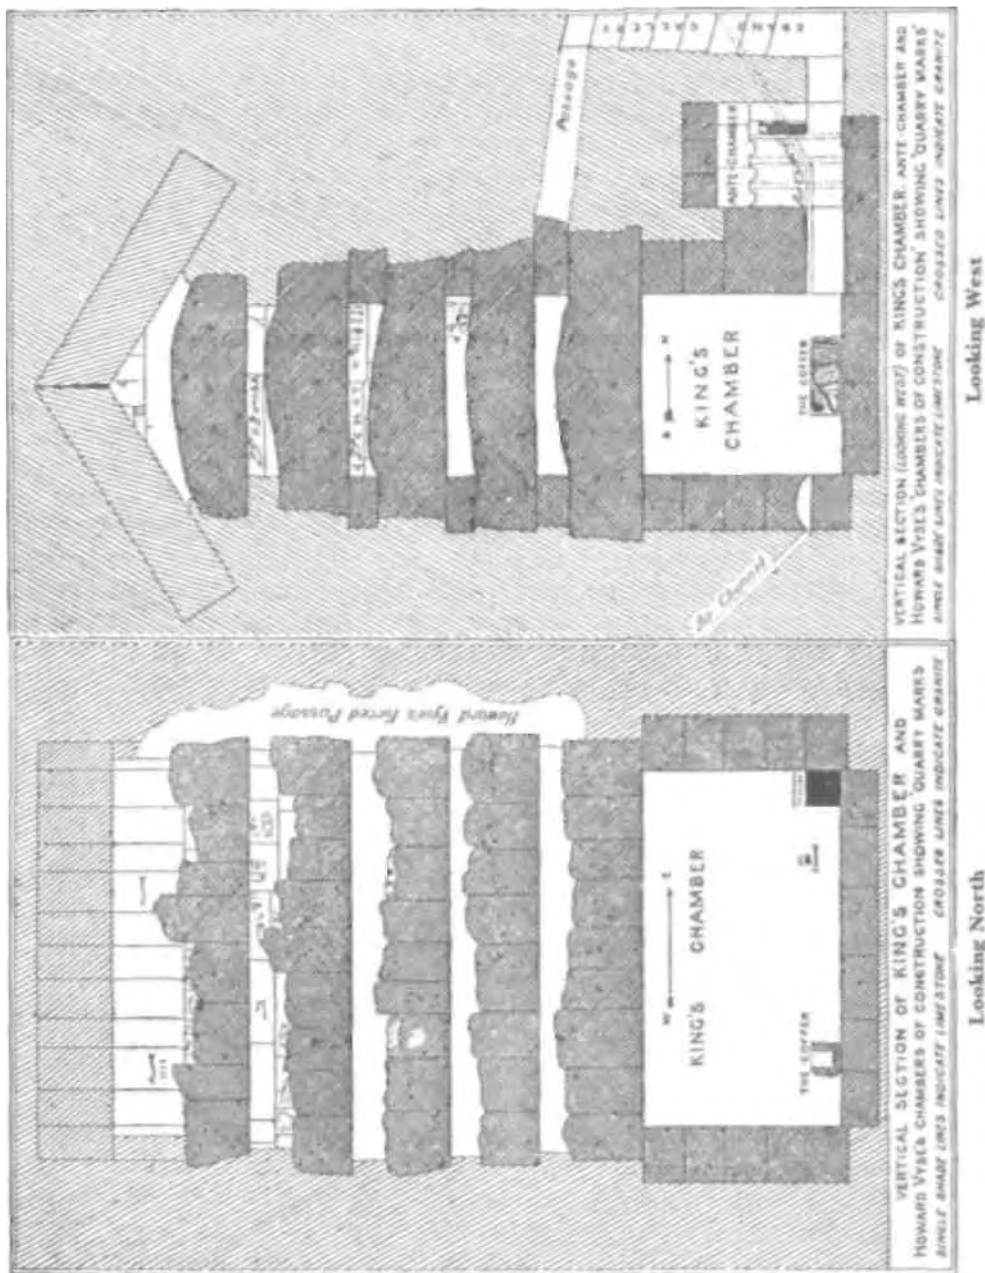 GRAND GALLERY
Passage
ANTE-CHAMBER
KING'S
CHAMBER
THE COFFER
Air Channel
VERTICAL SECTION (LOOKING WEST) OF KINGS CHAMBER, ANTE-CHAMBER AND
HOWARD VYSES' CHAMBERS OF CONSTRUCTION' SHOWING 'QUARRY MARKS'
SINGLE SHADE LINES INDICATE LIMESTONE CROSSED LINES INDICATE GRANITE
Looking West
Howard Vyse's Forced Passage
W E
KING'S CHAMBER
THE COFFER
VERTICAL SECTION OF KING'S CHAMBER AND
HOWARD VYSES CHAMBERS OF CONSTRUCTION SHOWING QUARRY MARKS
SINGLE SHADE LINES INDICATE LIMESTONE CROSSED LINES INDICATE GRANITE
Looking North